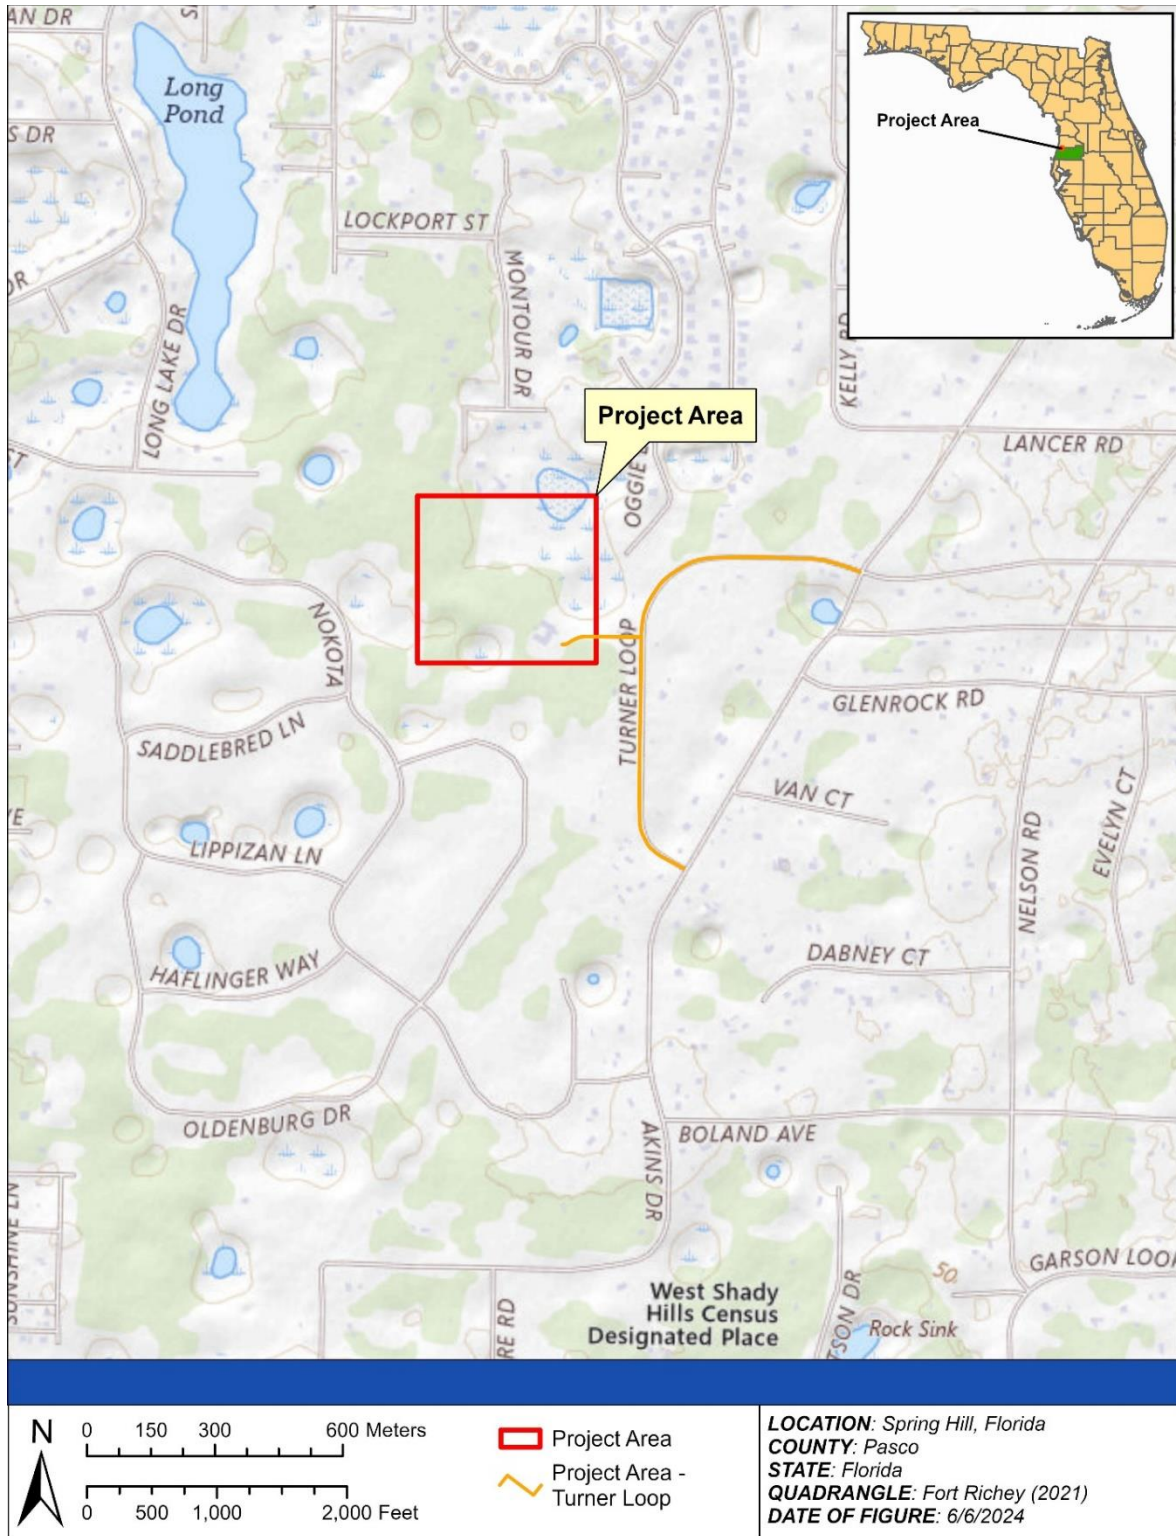 AN DR
S
Long
Pond
S DR
LOCKPORT ST
DR
MONTOUR DR
LONG LAKE DR
KELLY RD
Project Area
Project Area
LANCER RD
CT
OGGIE
NOKOTA
TURNER LOOP
GLENROCK RD
SADDLEBRED LN
VAN CT
VE
LIPPIZAN LN
EVELYN CT
NELSON RD
HAFLINGER WAY
DABNEY CT
OLDENBURG DR
AKINS DR
BOLAND AVE
SUNSHINE LN
GARSON LOOP
50
West Shady
Hills Census
Designated Place
RE RD
TSON DR
Rock Sink
N
0 150 300 600 Meters
0 500 1,000 2,000 Feet
Project Area
Project Area -
Turner Loop
LOCATION: Spring Hill, Florida
COUNTY: Pasco
STATE: Florida
QUADRANGLE: Fort Richey (2021)
DATE OF FIGURE: 6/6/2024